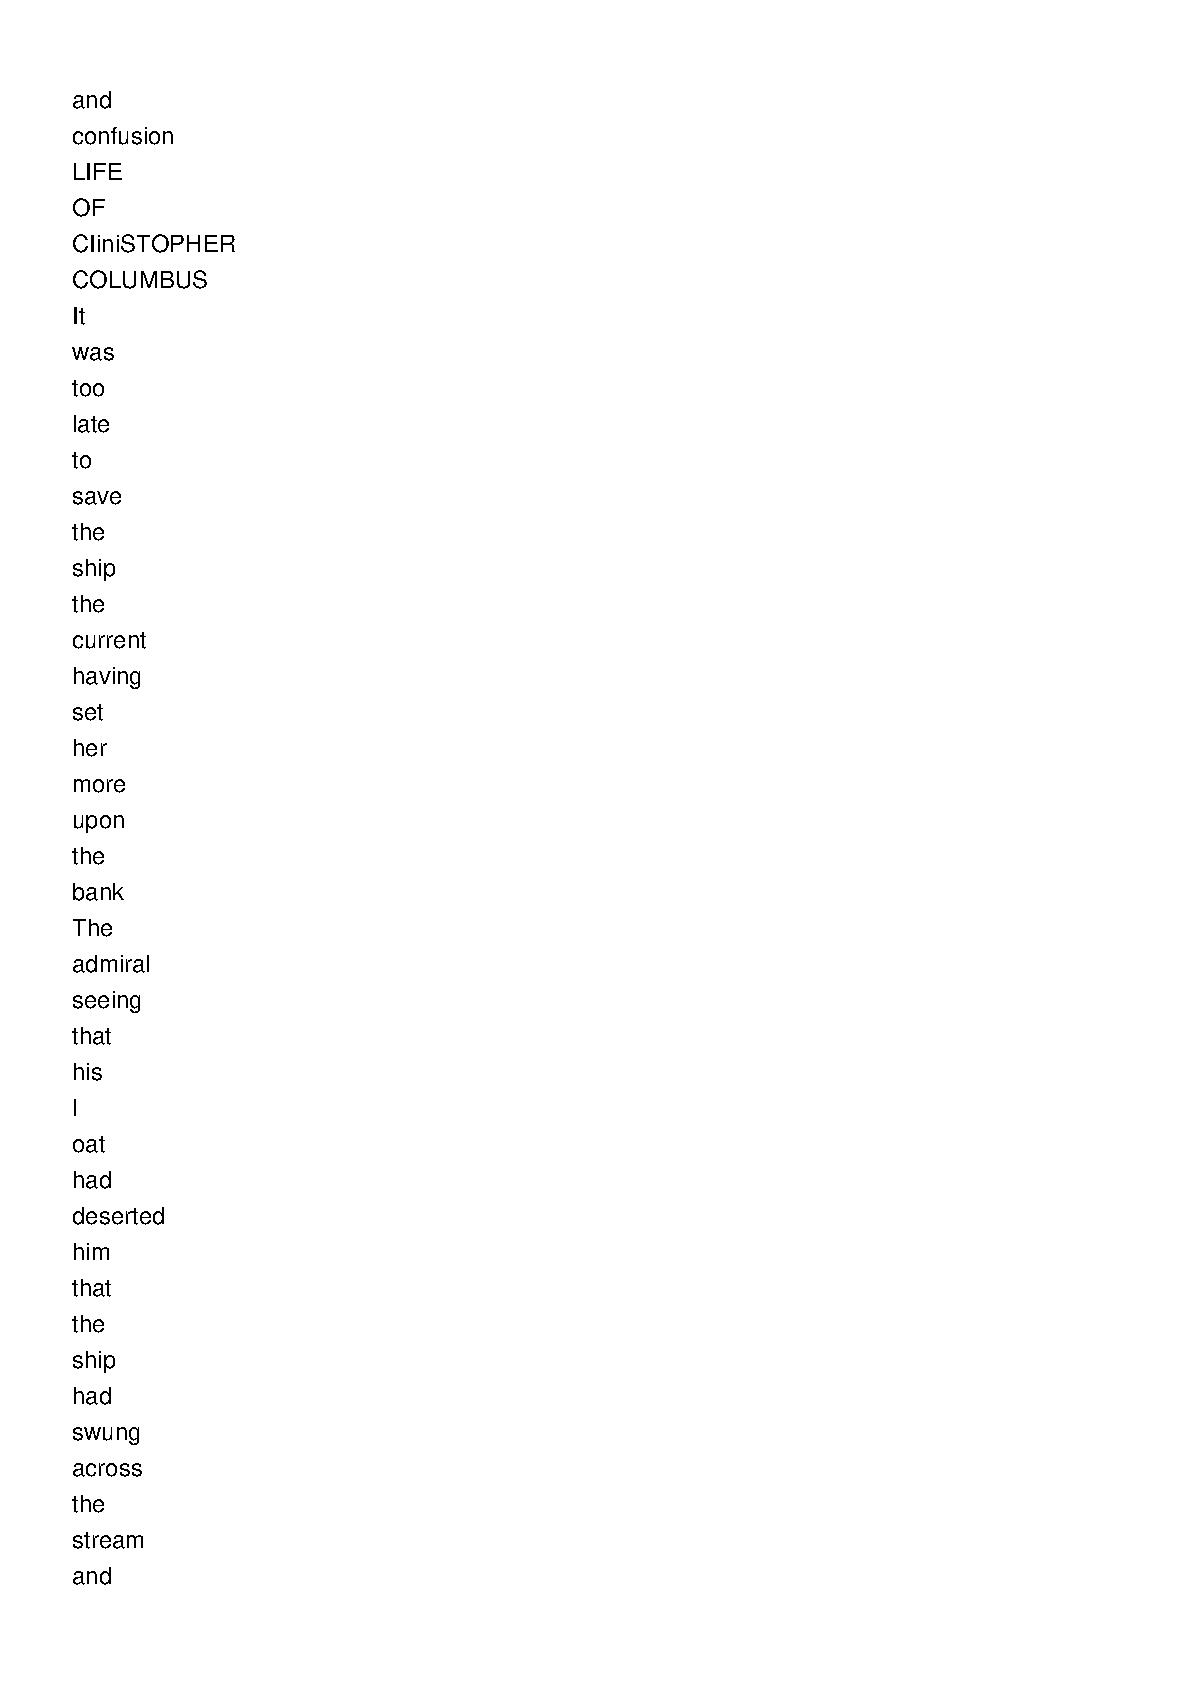 and
confusion
LIFE
OF
CIiniSTOPHER
COLUMBUS
It
was
too
late
to
save
the
ship
the
current
having
set
her
more
upon
the
bank
The
admiral
seeing
that
his
l
oat
had
deserted
him
that
the
ship
had
swung
across
the
stream
and